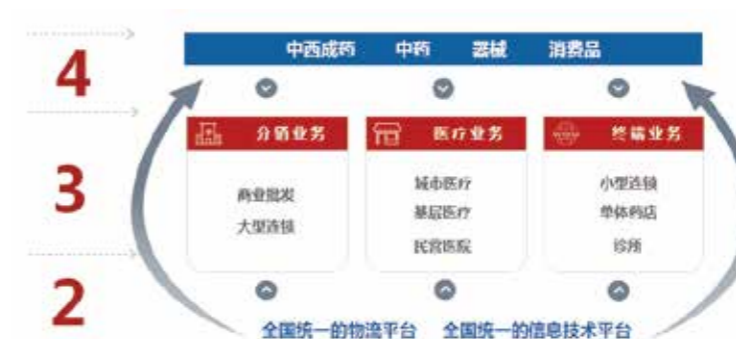 4
中西成药 中药 器械 消费品
3
分销业务 医疗业务 终端业务
商业批发
大型连锁
城市医疗
基层医疗
民营医院
小型连锁
单体药店
诊所
2
全国统一的物流平台 全国统一的信息技术平台